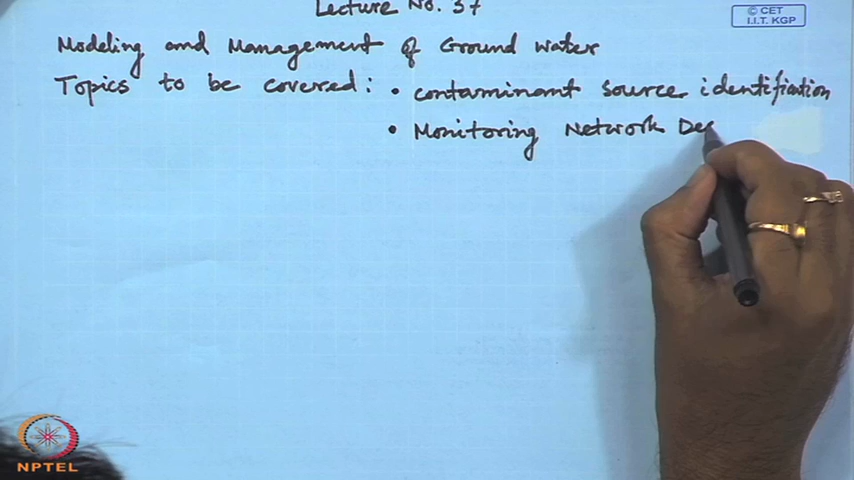 Lecture No. 37
© CET
I.I.T. KGP
Modeling and Management of Ground water
Topics to be covered: • contaminant source identification
• Monitoring Network Des
NPTEL